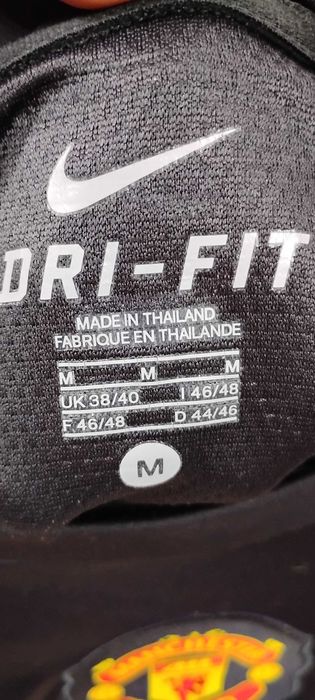 DRI-FIT
MADE IN THAILAND
FABRIQUE EN THAILANDE
M M M
UK 38/40 I 46/48
F 46/48 D 44/46
M